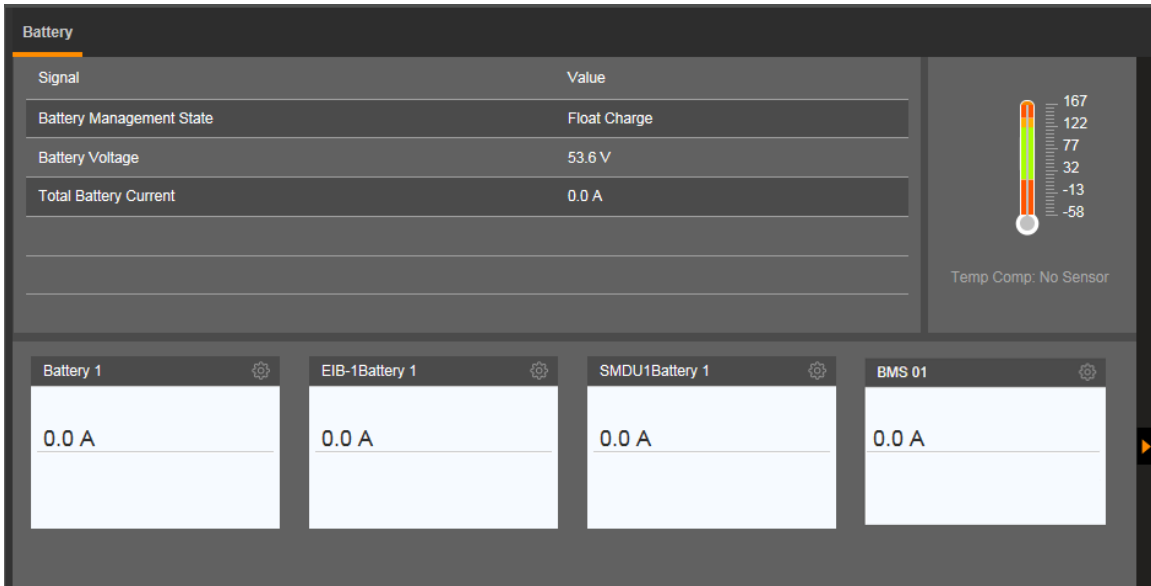 Battery
Signal Value
Battery Management State Float Charge
Battery Voltage 53.6 V
Total Battery Current 0.0 A
167
122
77
32
-13
-58
Temp Comp: No Sensor
Battery 1 EIB-1Battery 1 SMDU1Battery 1 BMS 01
0.0 A 0.0 A 0.0 A 0.0 A